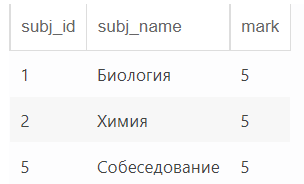 subj_id subj_name mark
1 Биология 5
2 Химия 5
5 Собеседование 5